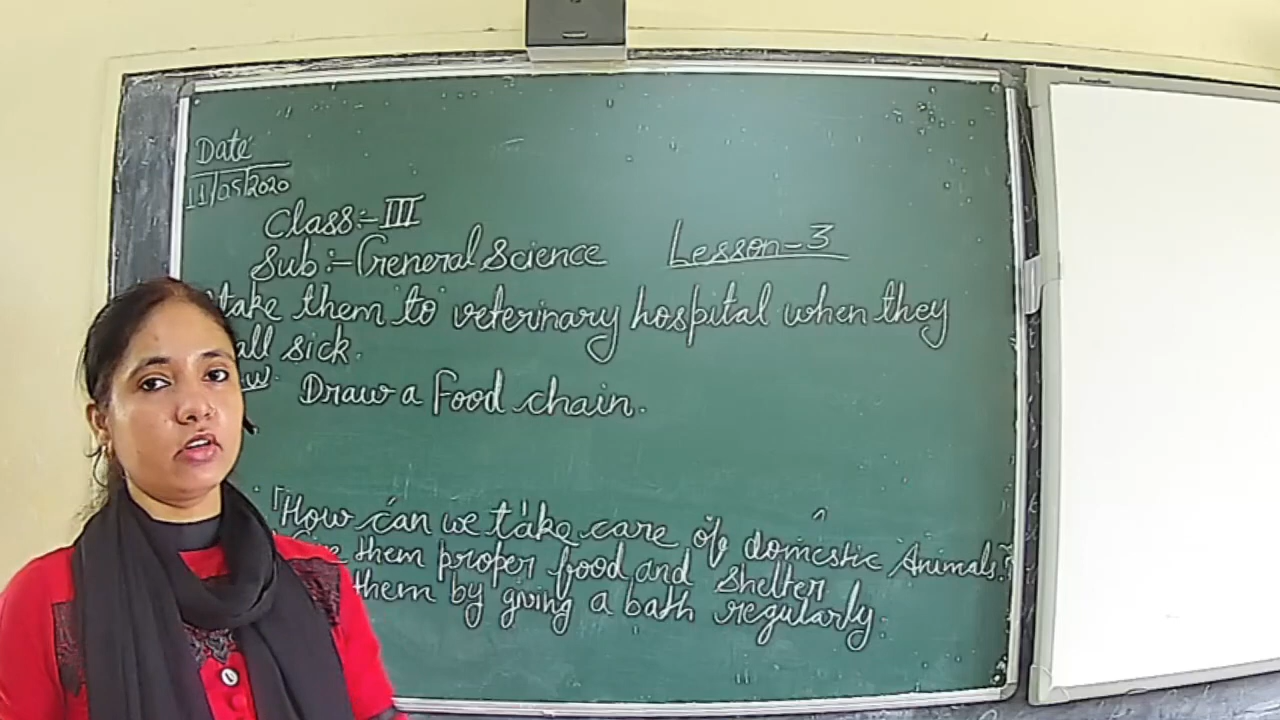 Date
11/05/2020
Class:-III
Sub:-General Science Lesson-3
take them to veterinary hospital when they
sick.
Draw a Food chain.
How can we take care of domestic Animals.?
them proper food and shelter
them by giving a bath regularly.